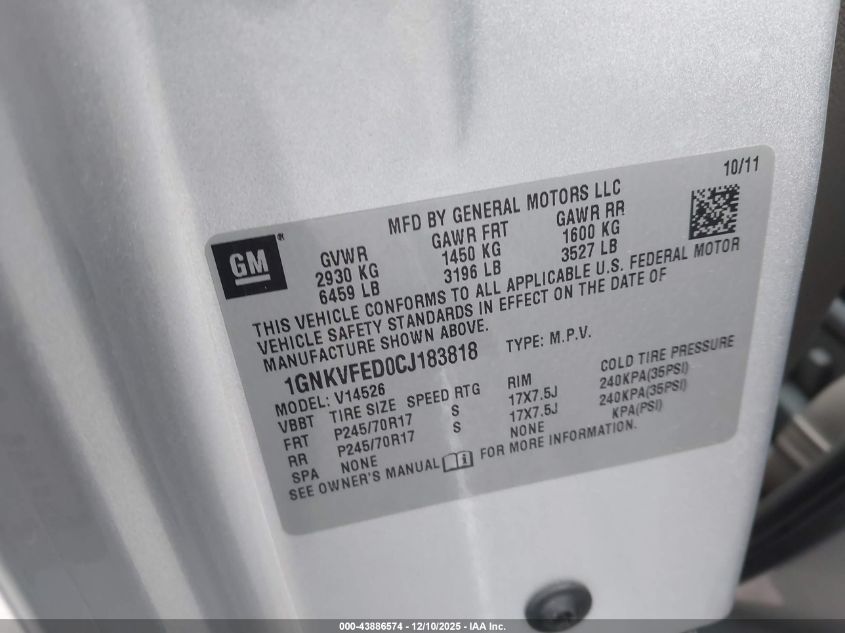 10/11
MFD BY GENERAL MOTORS LLC
GM®
GVWR GAWR FRT GAWR RR
2930 KG 1450 KG 1600 KG
6459 LB 3196 LB 3527 LB
THIS VEHICLE CONFORMS TO ALL APPLICABLE U.S. FEDERAL MOTOR
VEHICLE SAFETY STANDARDS IN EFFECT ON THE DATE OF
MANUFACTURE SHOWN ABOVE.
1GNKVFED0CJ183818 TYPE: M.P.V.
MODEL: V14526
VBBT TIRE SIZE SPEED RTG RIM COLD TIRE PRESSURE
FRT P245/70R17 S 17X7.5J 240KPA(35PSI)
RR P245/70R17 S 17X7.5J 240KPA(35PSI)
SPA NONE NONE KPA(PSI)
SEE OWNER'S MANUAL FOR MORE INFORMATION.
000-43886574 - 12/10/2025 - IAA Inc.